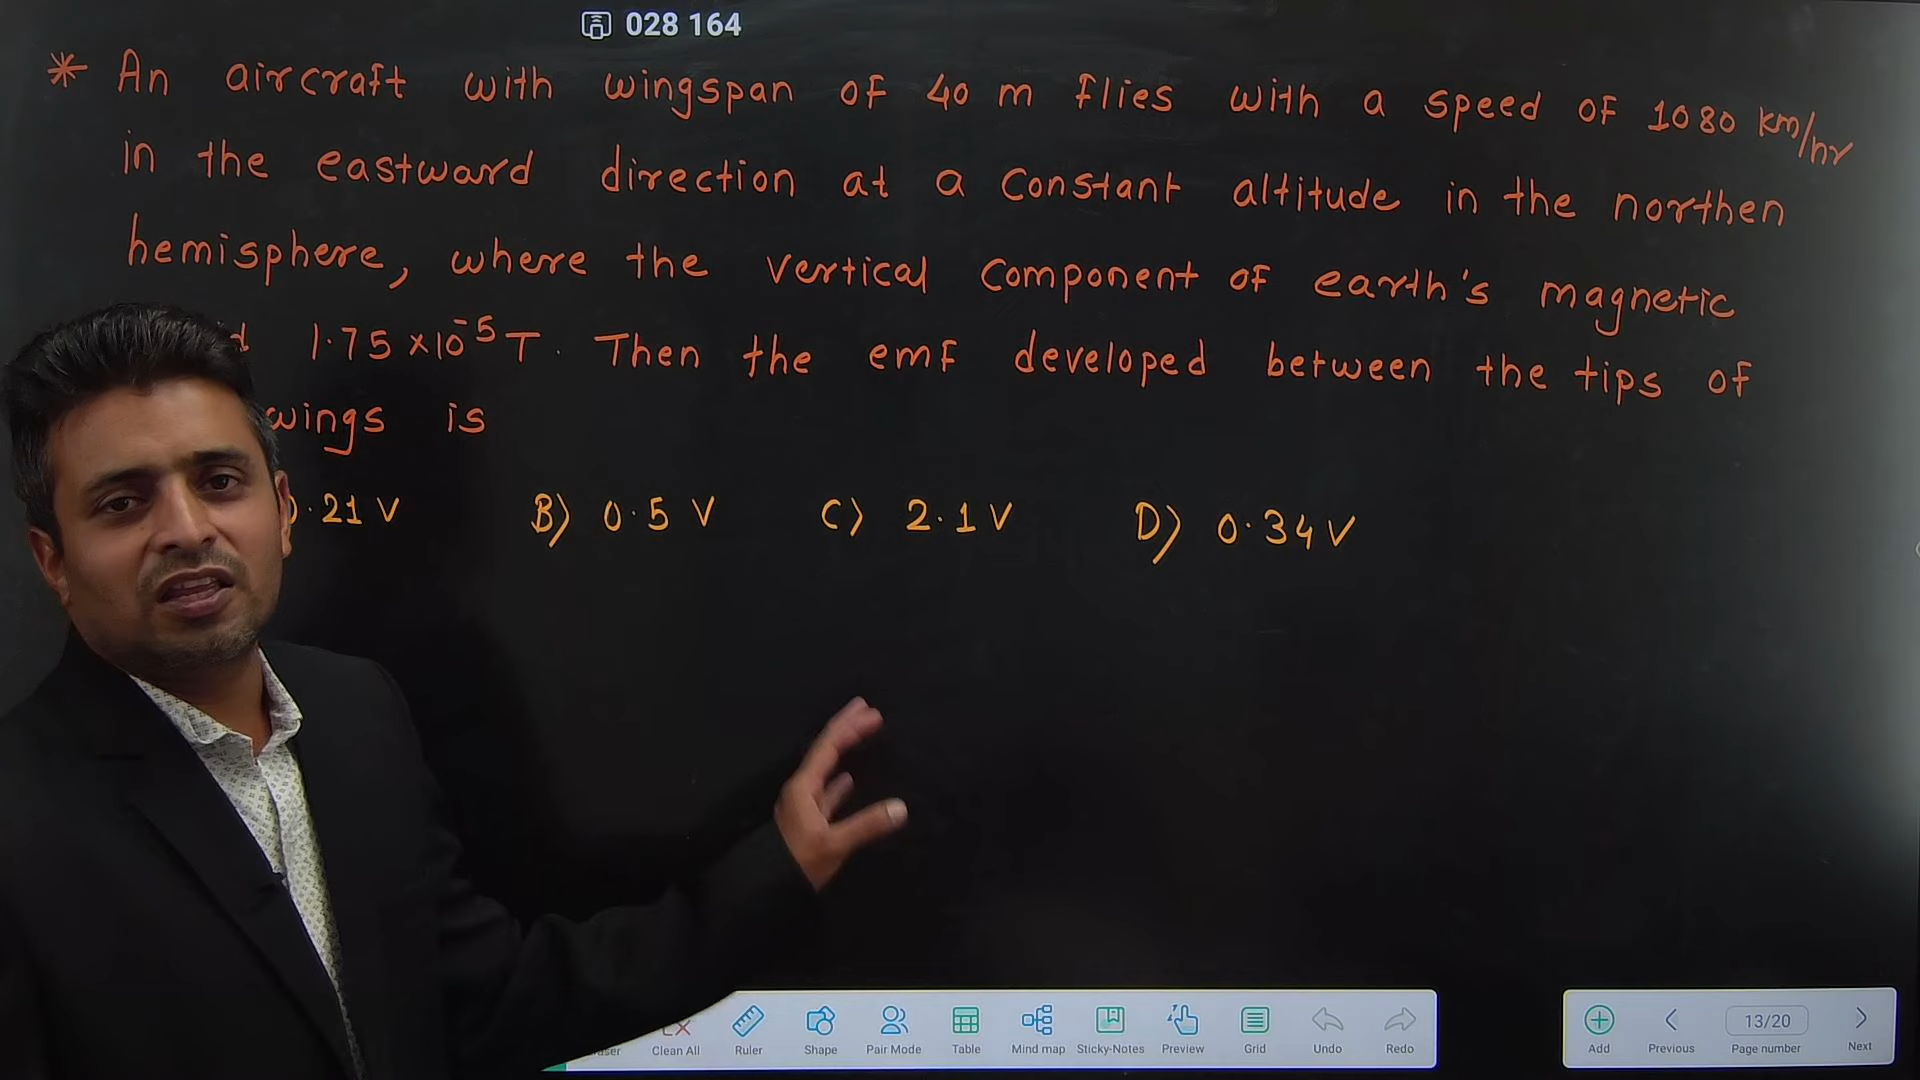 028 164
* An aircraft with wingspan of 40 m flies with a speed of 1080 km/hr
in the eastward direction at a constant altitude in the northen
hemisphere, where the vertical component of earth's magnetic
1.75 × 10⁻⁵ T. Then the emf developed between the tips of
wings is
.21 V B) 0.5 V C) 2.1 V D) 0.34 V
Clean All Ruler Shape Pair Mode Table Mind map Sticky-Notes Preview Grid Undo Redo
Add Previous 13/20 Page number Next